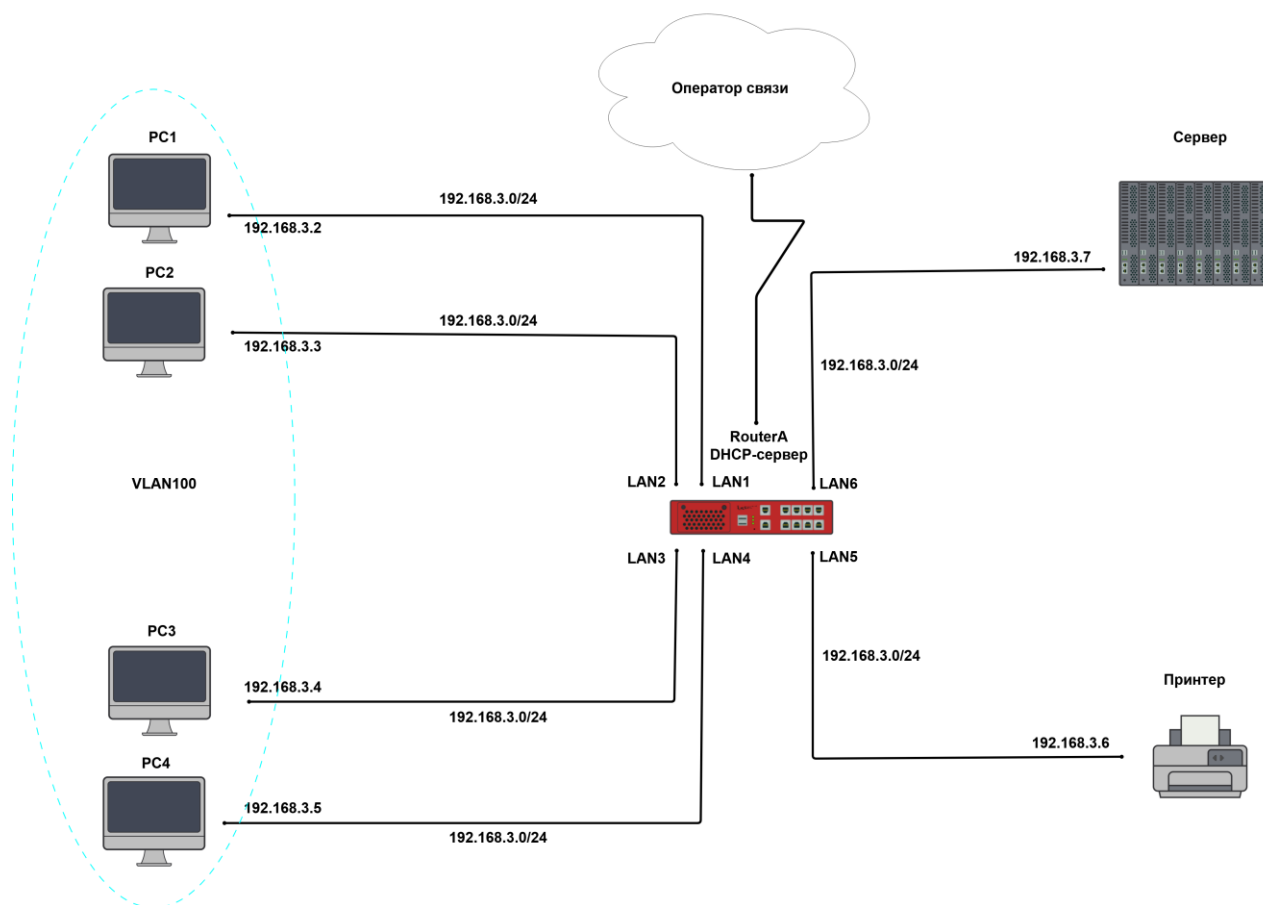 Оператор связи
PC1
Сервер
192.168.3.0/24
192.168.3.2
192.168.3.7
PC2
192.168.3.0/24
192.168.3.3
192.168.3.0/24
RouterA
DHCP-сервер
VLAN100
LAN2
LAN1
LAN6
LAN3
LAN4
LAN5
PC3
192.168.3.0/24
Принтер
192.168.3.4
192.168.3.0/24
192.168.3.6
PC4
192.168.3.5
192.168.3.0/24